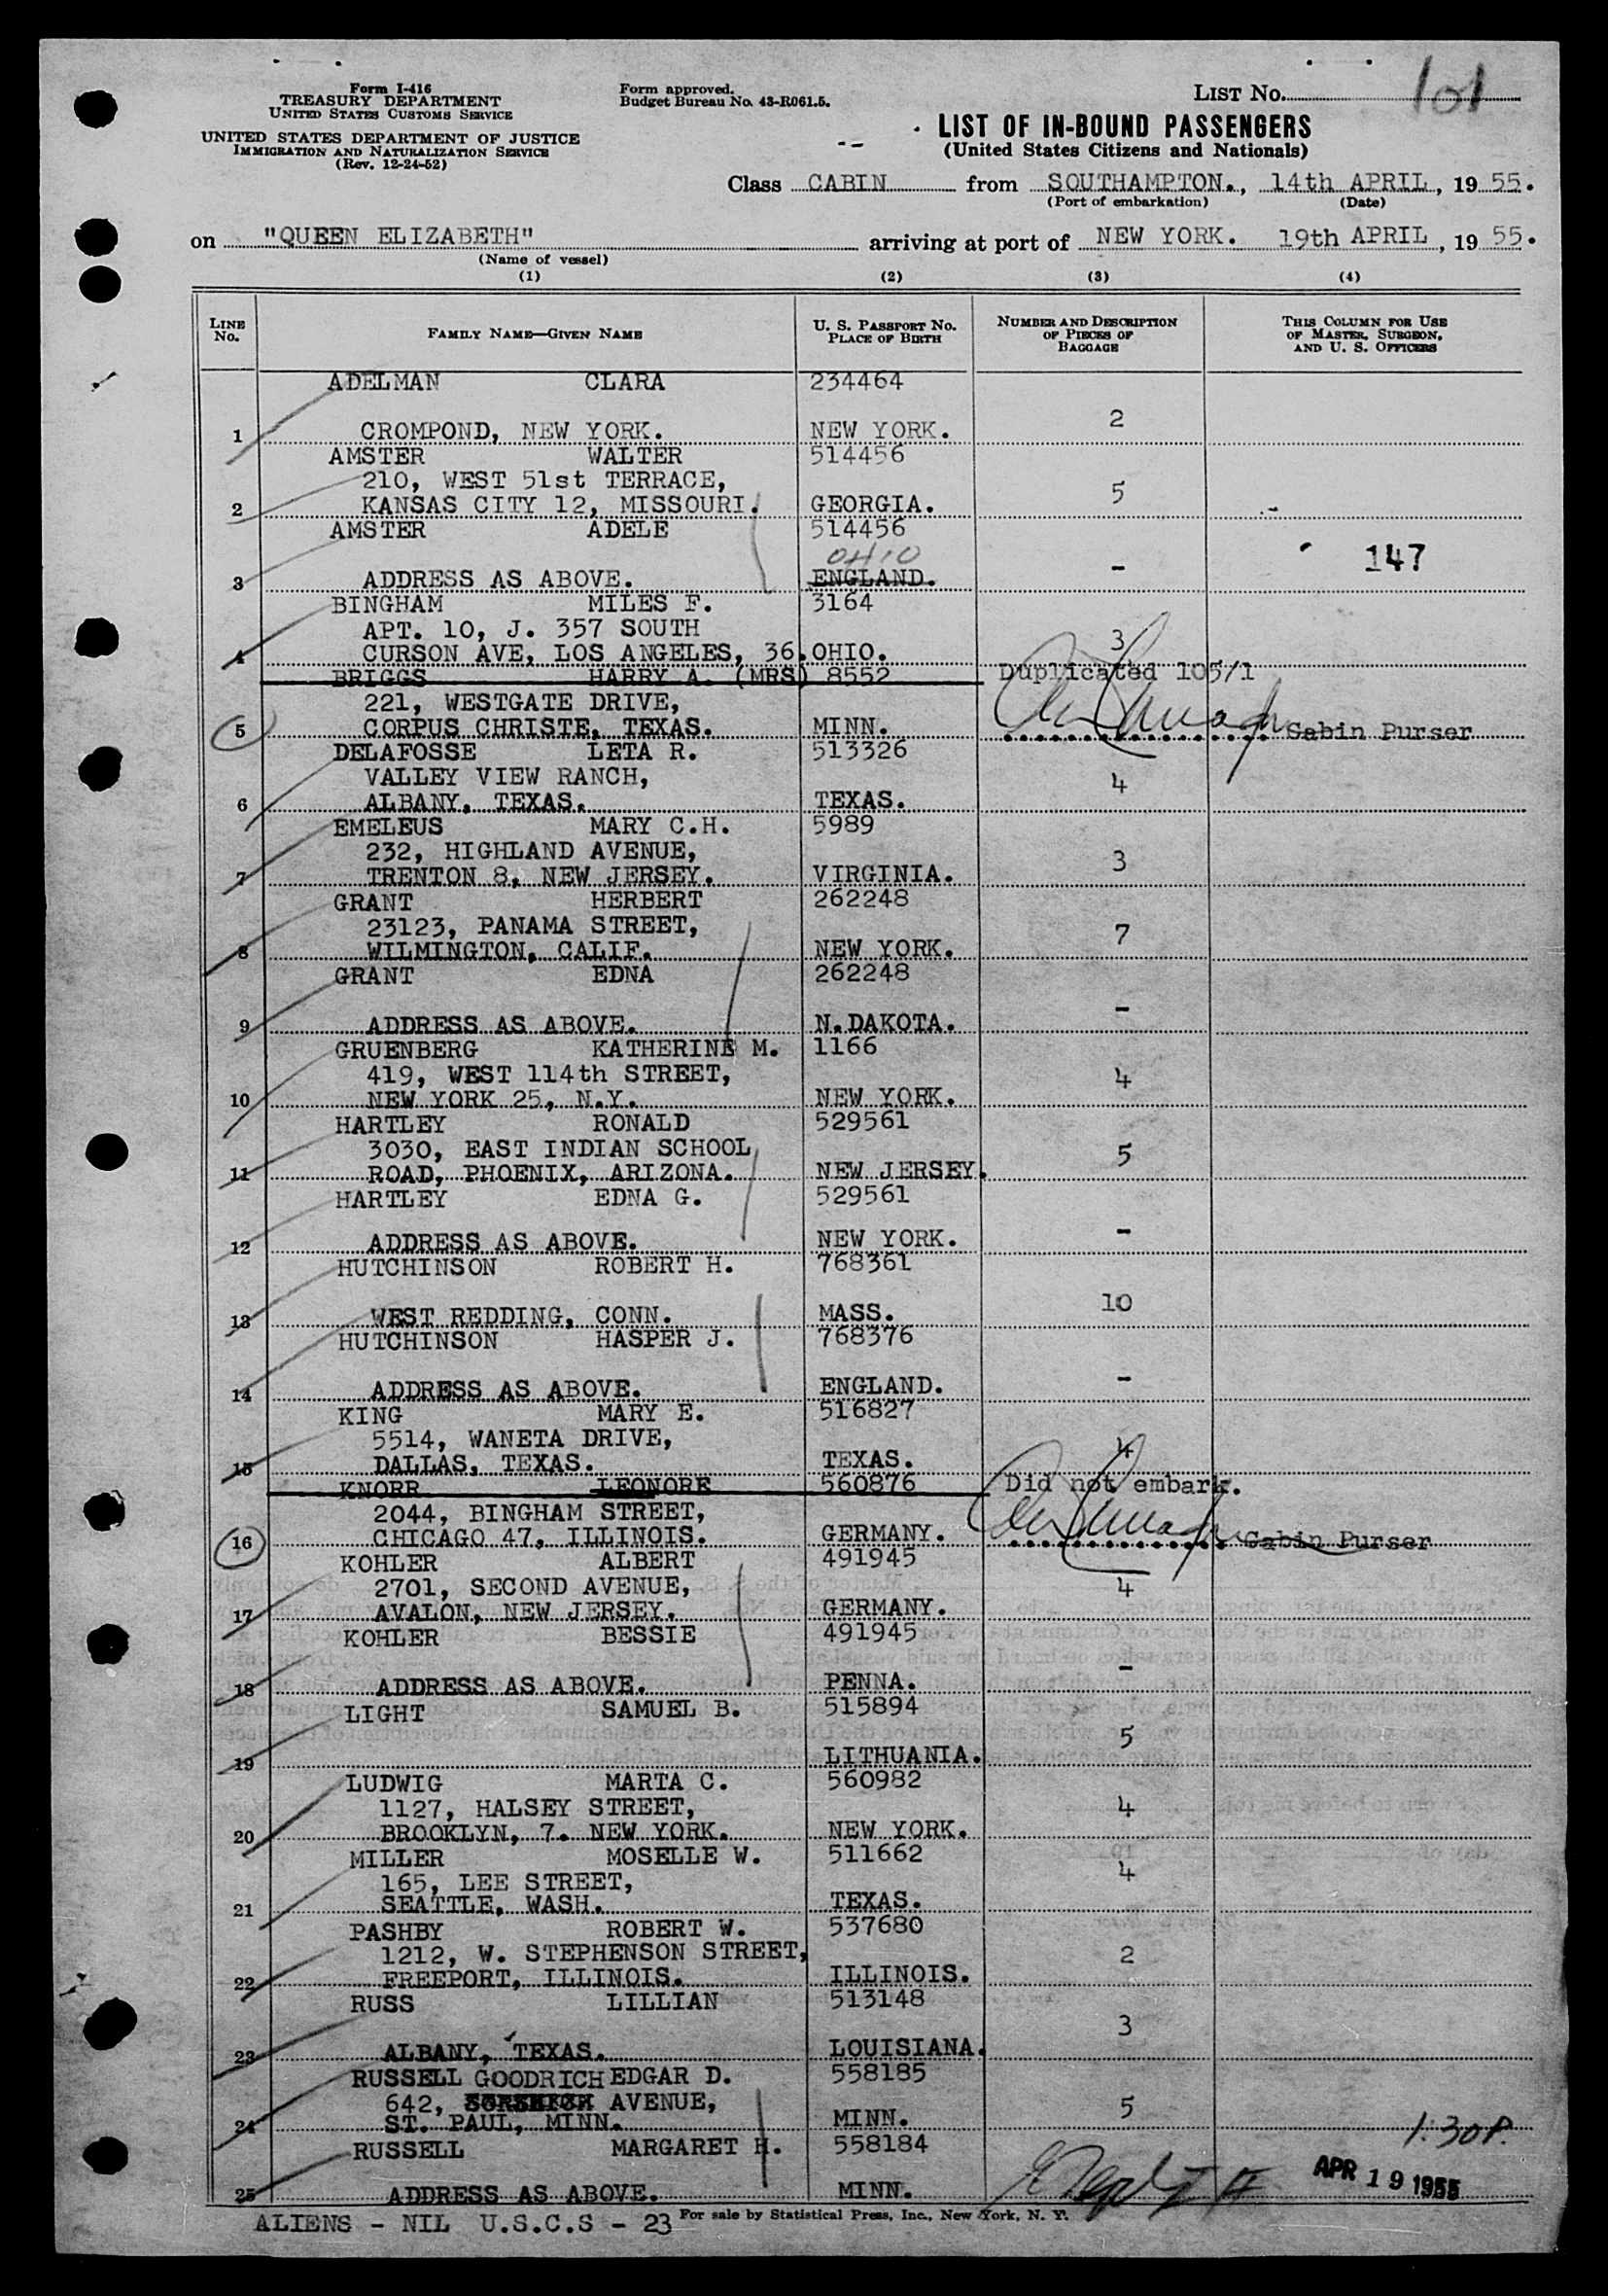 Form I-416
TREASURY DEPARTMENT
UNITED STATES CUSTOMS SERVICE
UNITED STATES DEPARTMENT OF JUSTICE
IMMIGRATION AND NATURALIZATION SERVICE
(Rev. 12-24-52)
Form approved.
Budget Bureau No. 43-R061.5.
LIST No. 101
LIST OF IN-BOUND PASSENGERS
(United States Citizens and Nationals)
Class CABIN from SOUTHAMPTON., 14th APRIL, 19 55.
(Port of embarkation) (Date)
on "QUEEN ELIZABETH" arriving at port of NEW YORK. 19th APRIL, 19 55.
(Name of vessel)
(1) (2) (3) (4)
LINE No. FAMILY NAME—GIVEN NAME U. S. PASSPORT No. PLACE OF BIRTH NUMBER AND DESCRIPTION OF PIECES OF BAGGAGE THIS COLUMN FOR USE OF MASTER, SURGEON, AND U. S. OFFICERS
ADELMAN CLARA 234464
2
1 CROMPOND, NEW YORK. NEW YORK.
AMSTER WALTER 514456
210, WEST 51st TERRACE, 5
2 KANSAS CITY 12, MISSOURI. GEORGIA.
AMSTER ADELE 514456
OHIO - 147
3 ADDRESS AS ABOVE. ENGLAND.
BINGHAM MILES F. 3164
APT. 10, J. 357 SOUTH 3
4 CURSON AVE, LOS ANGELES, 36. OHIO.
BRIGGS HARRY A. (MRS) 8552 Duplicated 105/1
221, WESTGATE DRIVE,
5 CORPUS CHRISTE, TEXAS. MINN. Cabin Purser
DELAFOSSE LETA R. 513326
VALLEY VIEW RANCH, 4
6 ALBANY, TEXAS. TEXAS.
EMELEUS MARY C.H. 5989
232, HIGHLAND AVENUE, 3
7 TRENTON 8, NEW JERSEY. VIRGINIA.
GRANT HERBERT 262248
23123, PANAMA STREET, 7
8 WILMINGTON, CALIF. NEW YORK.
GRANT EDNA 262248
-
9 ADDRESS AS ABOVE. N.DAKOTA.
GRUENBERG KATHERINE M. 1166
419, WEST 114th STREET, 4
10 NEW YORK 25, N.Y. NEW YORK.
HARTLEY RONALD 529561
3030, EAST INDIAN SCHOOL 5
11 ROAD, PHOENIX, ARIZONA. NEW JERSEY.
HARTLEY EDNA G. 529561
-
12 ADDRESS AS ABOVE. NEW YORK.
HUTCHINSON ROBERT H. 768361
10
13 WEST REDDING, CONN. MASS.
HUTCHINSON HASPER J. 768376
-
14 ADDRESS AS ABOVE. ENGLAND.
KING MARY E. 516827
5514, WANETA DRIVE, 4
15 DALLAS, TEXAS. TEXAS.
KNORR LEONORE 560876 Did not embark.
2044, BINGHAM STREET,
16 CHICAGO 47, ILLINOIS. GERMANY. Cabin Purser
KOHLER ALBERT 491945
2701, SECOND AVENUE, 4
17 AVALON, NEW JERSEY. GERMANY.
KOHLER BESSIE 491945
-
18 ADDRESS AS ABOVE. PENNA.
LIGHT SAMUEL B. 515894
5
19 LITHUANIA.
LUDWIG MARTA C. 560982
1127, HALSEY STREET, 4
20 BROOKLYN, 7. NEW YORK. NEW YORK.
MILLER MOSELLE W. 511662
165, LEE STREET, 4
21 SEATTLE, WASH. TEXAS.
PASHBY ROBERT W. 537680
1212, W. STEPHENSON STREET, 2
22 FREEPORT, ILLINOIS. ILLINOIS.
RUSS LILLIAN 513148
3
23 ALBANY, TEXAS. LOUISIANA.
RUSSELL GOODRICH EDGAR D. 558185
642, AVENUE, 5
24 ST. PAUL, MINN. MINN. 1:30P.
RUSSELL MARGARET H. 558184
APR 19 1955
25 ADDRESS AS ABOVE. MINN.
ALIENS - NIL U.S.C.S - 23 For sale by Statistical Press, Inc., New York, N. Y.